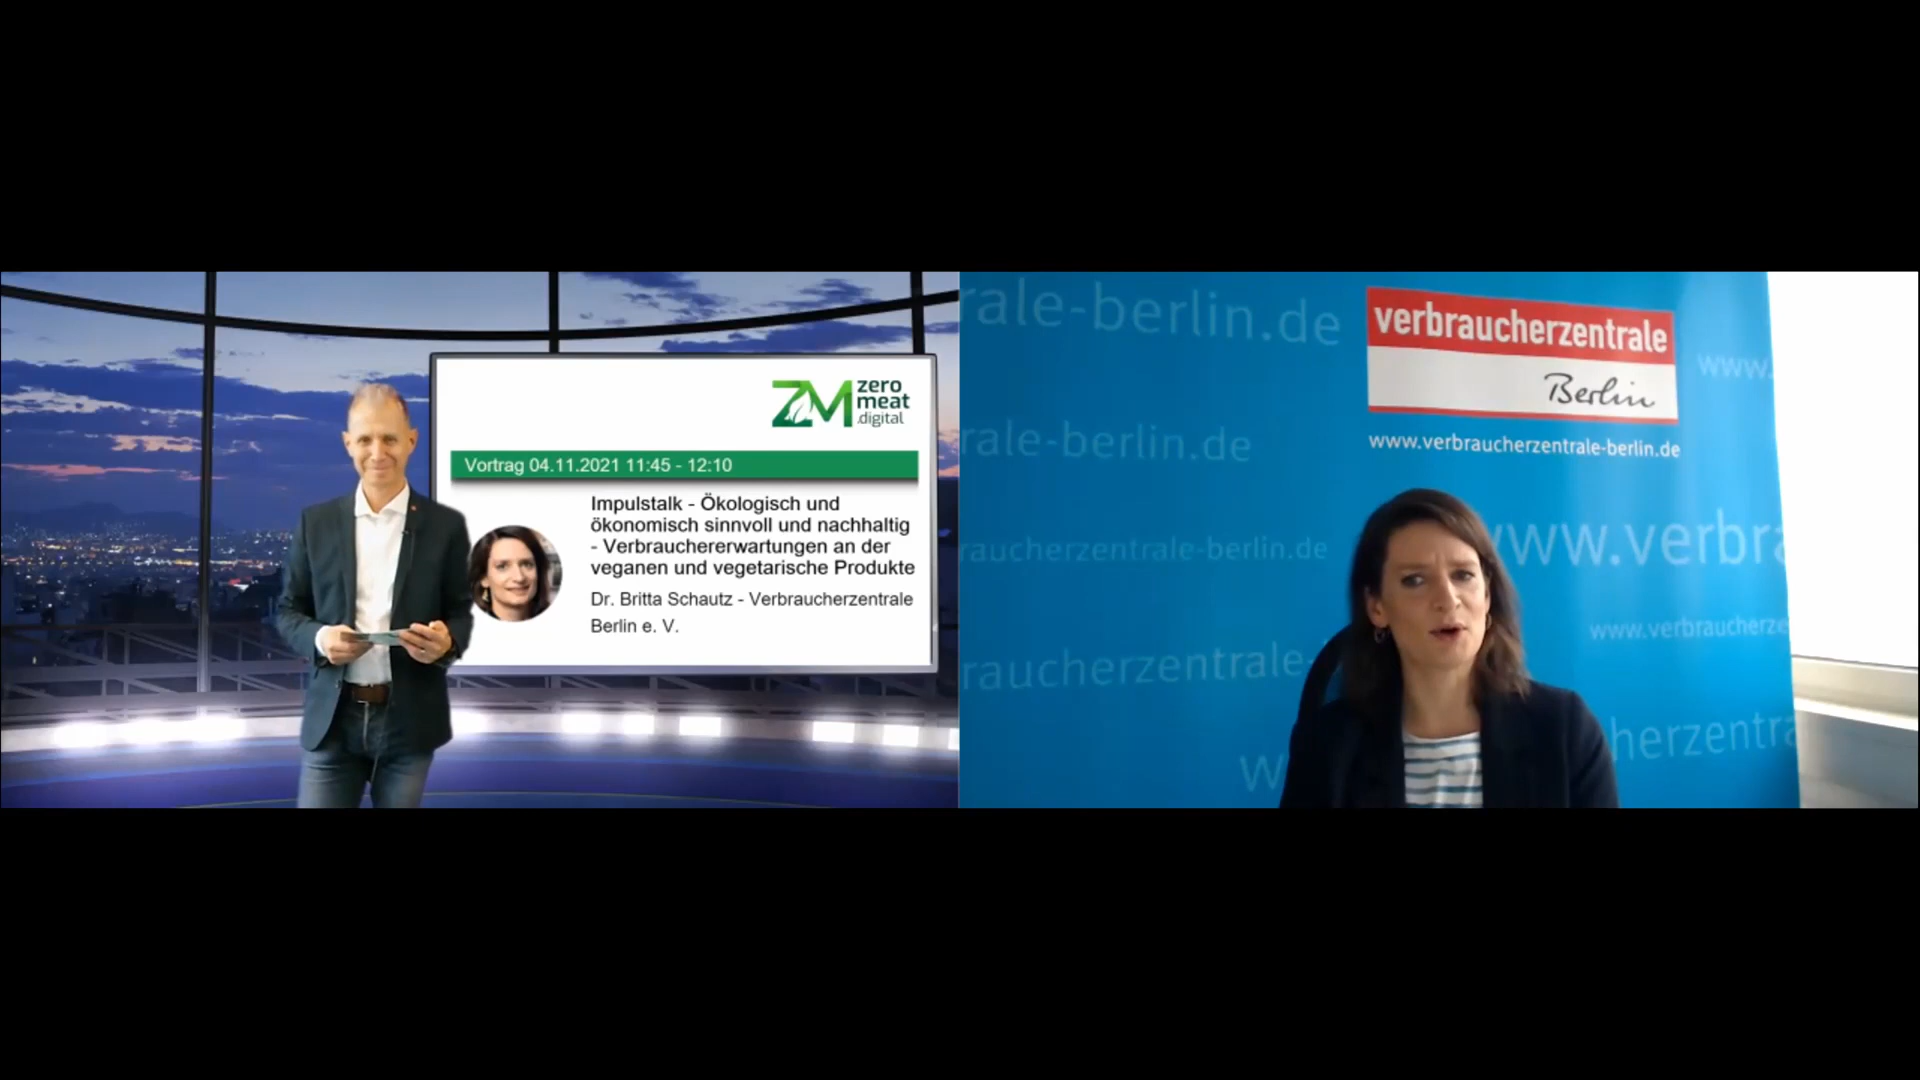 zero
meat
.digital
ZM
Vortrag 04.11.2021 11:45 - 12:10
Impulstalk - Ökologisch und
ökonomisch sinnvoll und nachhaltig
- Verbrauchererwartungen an der
veganen und vegetarische Produkte
Dr. Britta Schautz - Verbraucherzentrale
Berlin e. V.
rale-berlin.de
verbraucherzentrale
Berlin
www.verbraucherzentrale-berlin.de
www.
rale-berlin.de
www.verbra
raucherzentrale-berlin.de
www.verbraucherze
raucherzentrale-
herzentra
w